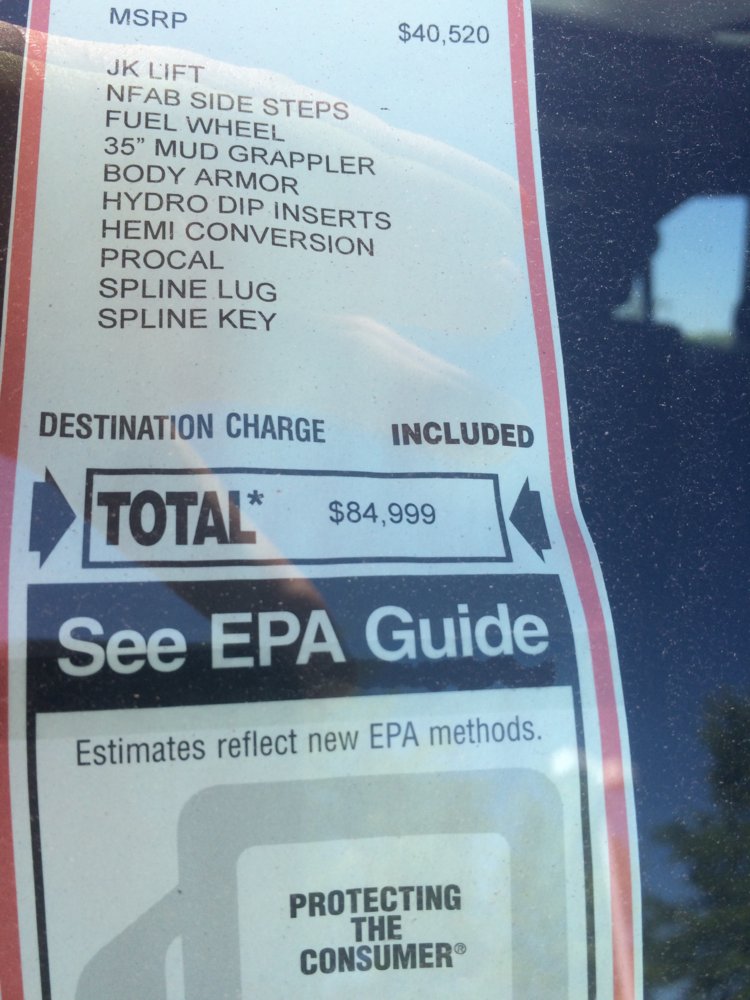 MSRP $40,520
JK LIFT
NFAB SIDE STEPS
FUEL WHEEL
35" MUD GRAPPLER
BODY ARMOR
HYDRO DIP INSERTS
HEMI CONVERSION
PROCAL
SPLINE LUG
SPLINE KEY
DESTINATION CHARGE INCLUDED
TOTAL* $84,999
See EPA Guide
Estimates reflect new EPA methods.
PROTECTING
THE
CONSUMER®